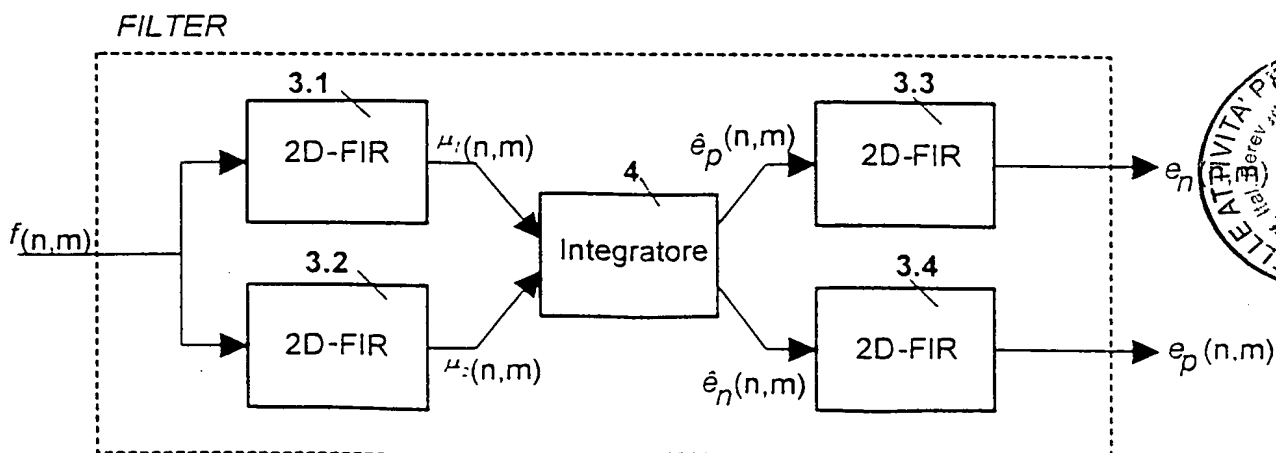 FILTER
3.1
2D-FIR
μ₁(n,m)
3.2
2D-FIR
μ₂(n,m)
f(n,m)
4
Integratore
ê_p(n,m)
ê_n(n,m)
3.3
2D-FIR
e_n
3.4
2D-FIR
e_p(n,m)